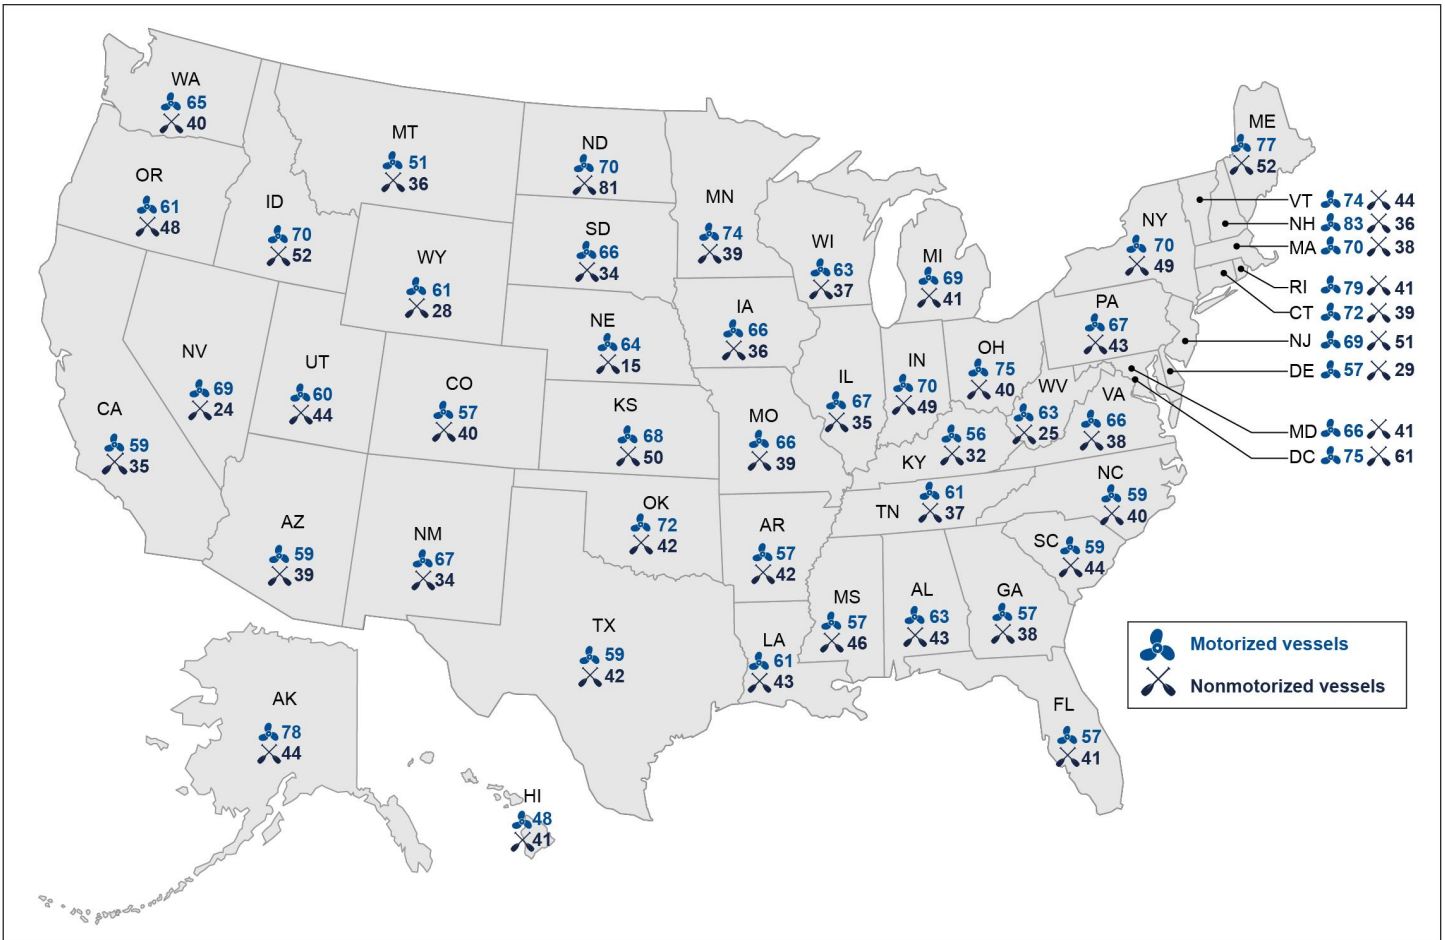 WA
65
40
OR
61
48
ID
70
52
MT
51
36
ND
70
81
SD
66
34
WY
61
28
NE
64
15
MN
74
39
WI
63
37
MI
69
41
IA
66
36
NV
69
24
UT
60
44
CO
57
40
CA
59
35
KS
68
50
MO
66
39
IL
67
35
IN
70
49
OH
75
40
PA
67
43
NY
70
49
ME
77
52
VT 74 44
NH 83 36
MA 70 38
RI 79 41
CT 72 39
NJ 69 51
DE 57 29
MD 66 41
DC 75 61
WV
63
25
VA
66
38
KY
56
32
TN
61
37
NC
59
40
SC
59
44
AZ
59
39
NM
67
34
OK
72
42
AR
57
42
TX
59
42
LA
61
43
MS
57
46
AL
63
43
GA
57
38
FL
57
41
AK
78
44
HI
48
41
Motorized vessels
Nonmotorized vessels